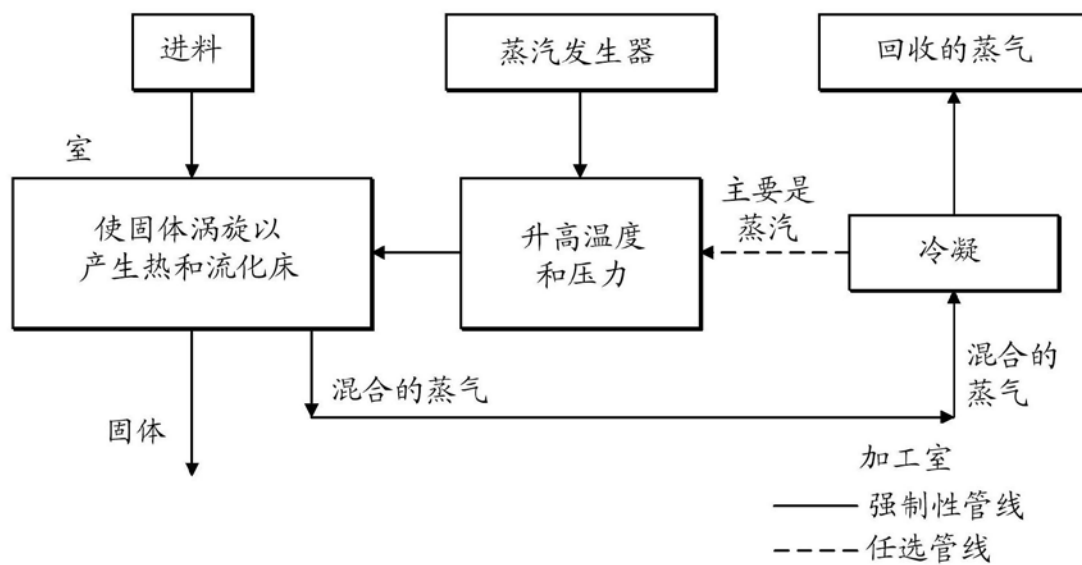 进料
蒸汽发生器
回收的蒸气
室
使固体涡旋以
产生热和流化床
升高温度
和压力
主要是
蒸汽
冷凝
混合的蒸气
混合的
蒸气
固体
加工室
强制性管线
任选管线